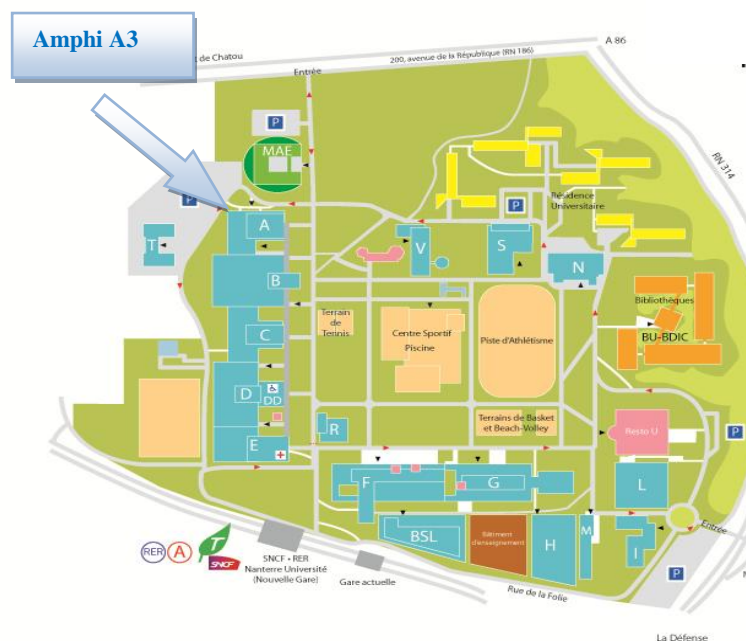 Amphi A3
t de Chatou
200, avenue de la République (RN 186)
A 86
Entrée
P
MAE
RN 314
P
P
Résidence
Universitaire
A
T
V
S
N
B
Bibliothèques
BU-BDIC
Terrain
de
Tennis
Centre Sportif
Piscine
Piste d'Athlétisme
C
D
DD
Terrains de Basket
et Beach-Volley
R
Resto U
P
E
F
G
L
Entrée
BSL
Bâtiment
d'enseignement
H
M
I
RER
A
T
SNCF
SNCF • RER
Nanterre Université
(Nouvelle Gare)
Gare actuelle
Rue de la Folie
P
La Défense